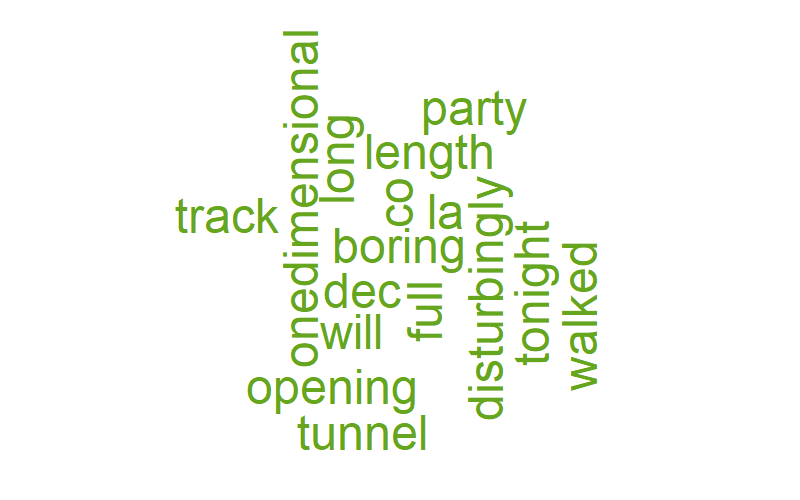 onedimensional
party
long
length
track
co
la
boring
disturbingly
tonight
walked
dec
full
will
opening
tunnel